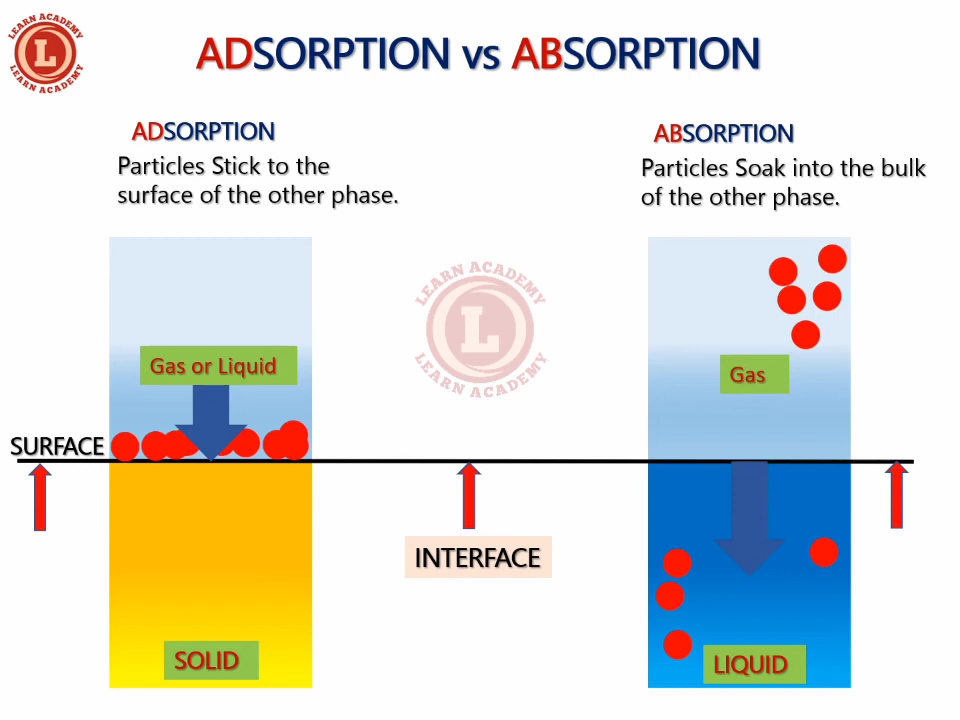 LEARN ACADEMY
L
LEARN ACADEMY
ADSORPTION vs ABSORPTION
ADSORPTION
Particles Stick to the
surface of the other phase.
ABSORPTION
Particles Soak into the bulk
of the other phase.
LEARN ACADEMY
L
LEARN ACADEMY
Gas or Liquid
Gas
SURFACE
INTERFACE
SOLID
LIQUID